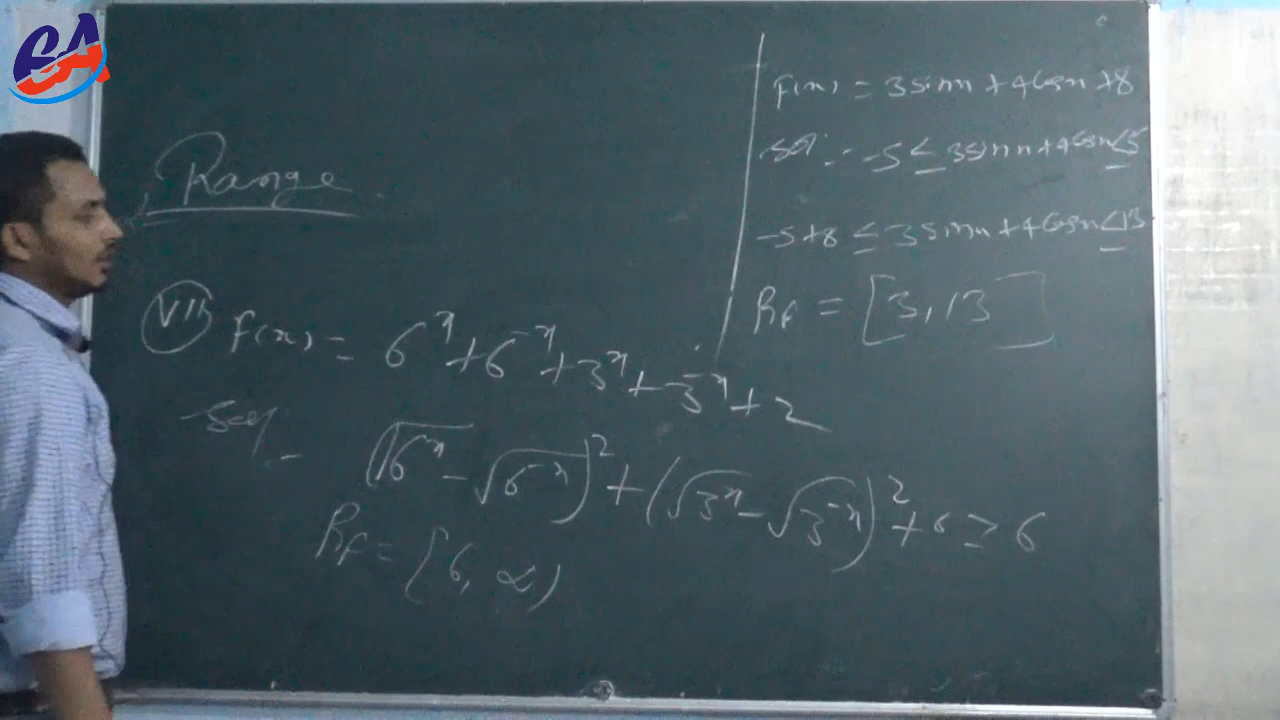 Range
VII f(x) = 6^x + 6^-x + 3^x + 3^-x + 2
Sol -
(√6^x - √6^-x)^2 + (√3^x - √3^-x)^2 + 6 ≥ 6
Rf = [6, ∞)
f(x) = 3sinx + 4cosx + 8
Sol :- -5 ≤ 3sinx + 4cosx ≤ 5
-5+8 ≤ 3sinx + 4cosx ≤ 13
Rf = [3, 13]